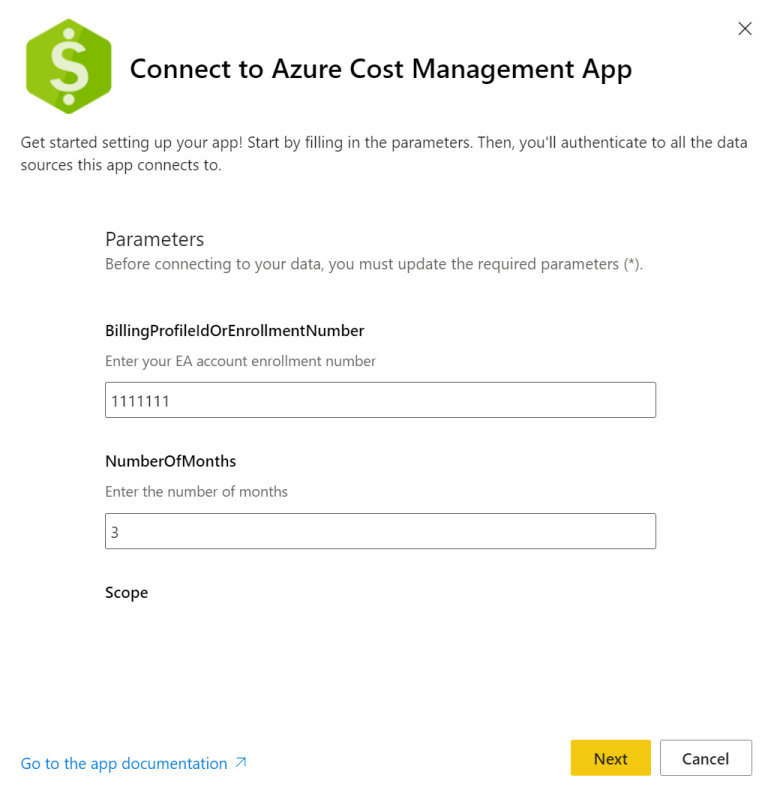 $
Connect to Azure Cost Management App
Get started setting up your app! Start by filling in the parameters. Then, you'll authenticate to all the data
sources this app connects to.
Parameters
Before connecting to your data, you must update the required parameters (*).
BillingProfileIdOrEnrollmentNumber
Enter your EA account enrollment number
1111111
NumberOfMonths
Enter the number of months
3
Scope
Go to the app documentation
Next
Cancel